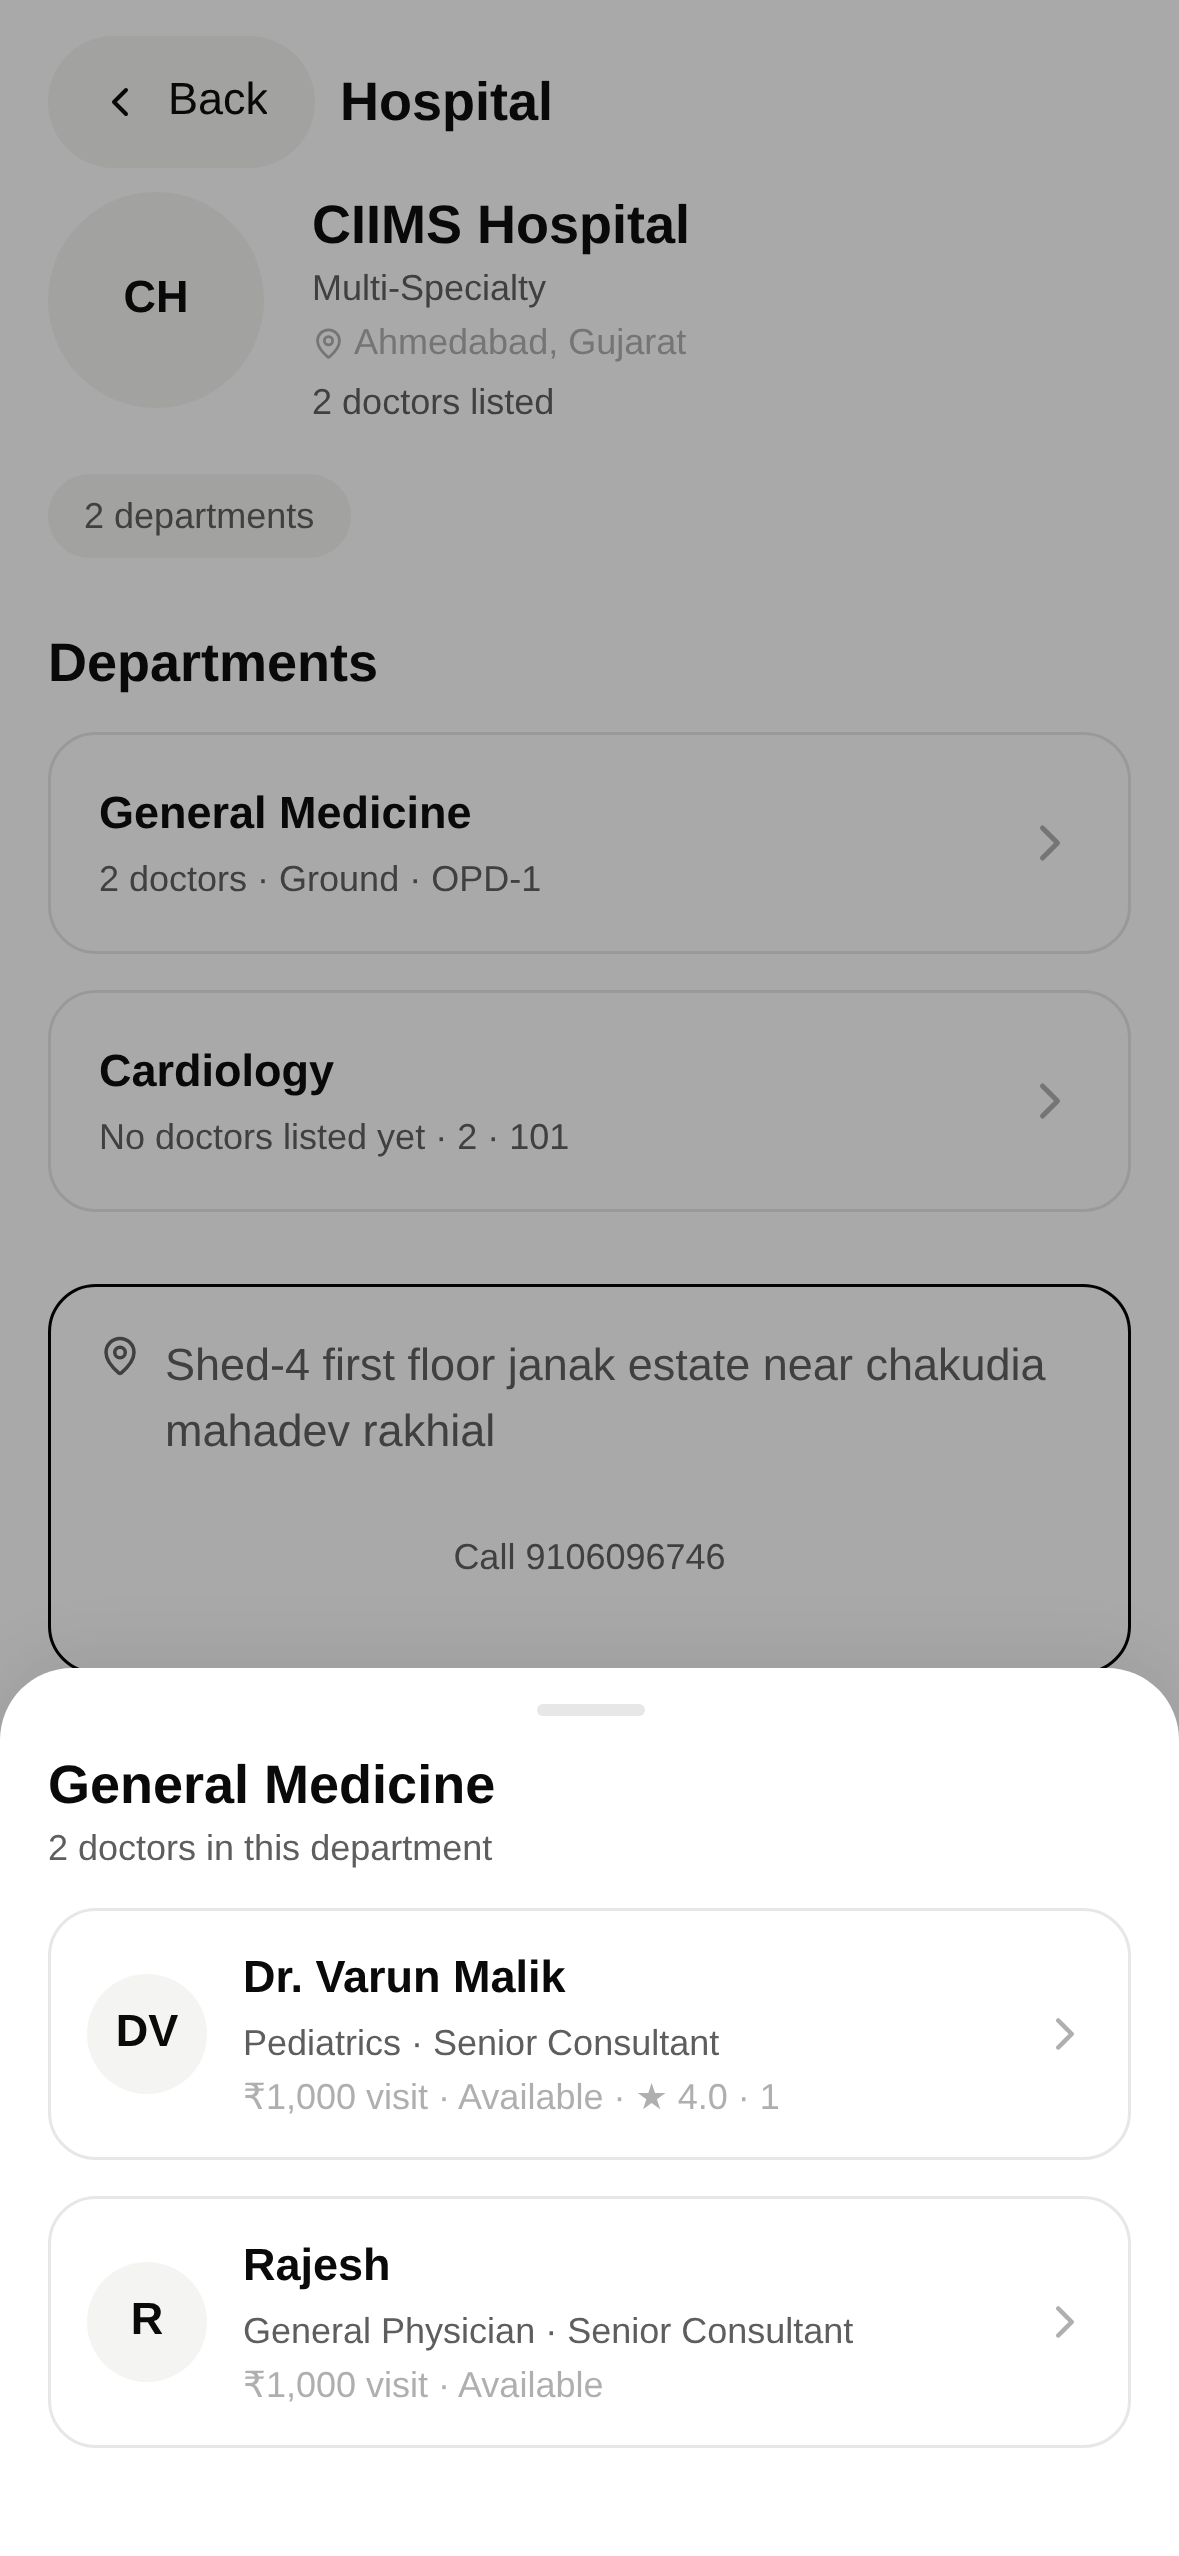 Back
Hospital
CH
CIIMS Hospital
Multi-Specialty
Ahmedabad, Gujarat
2 doctors listed
2 departments
Departments
General Medicine
2 doctors · Ground · OPD-1
Cardiology
No doctors listed yet · 2 · 101
Shed-4 first floor janak estate near chakudia
mahadev rakhial
Call 9106096746
General Medicine
2 doctors in this department
DV
Dr. Varun Malik
Pediatrics · Senior Consultant
₹1,000 visit · Available · ★ 4.0 · 1
R
Rajesh
General Physician · Senior Consultant
₹1,000 visit · Available